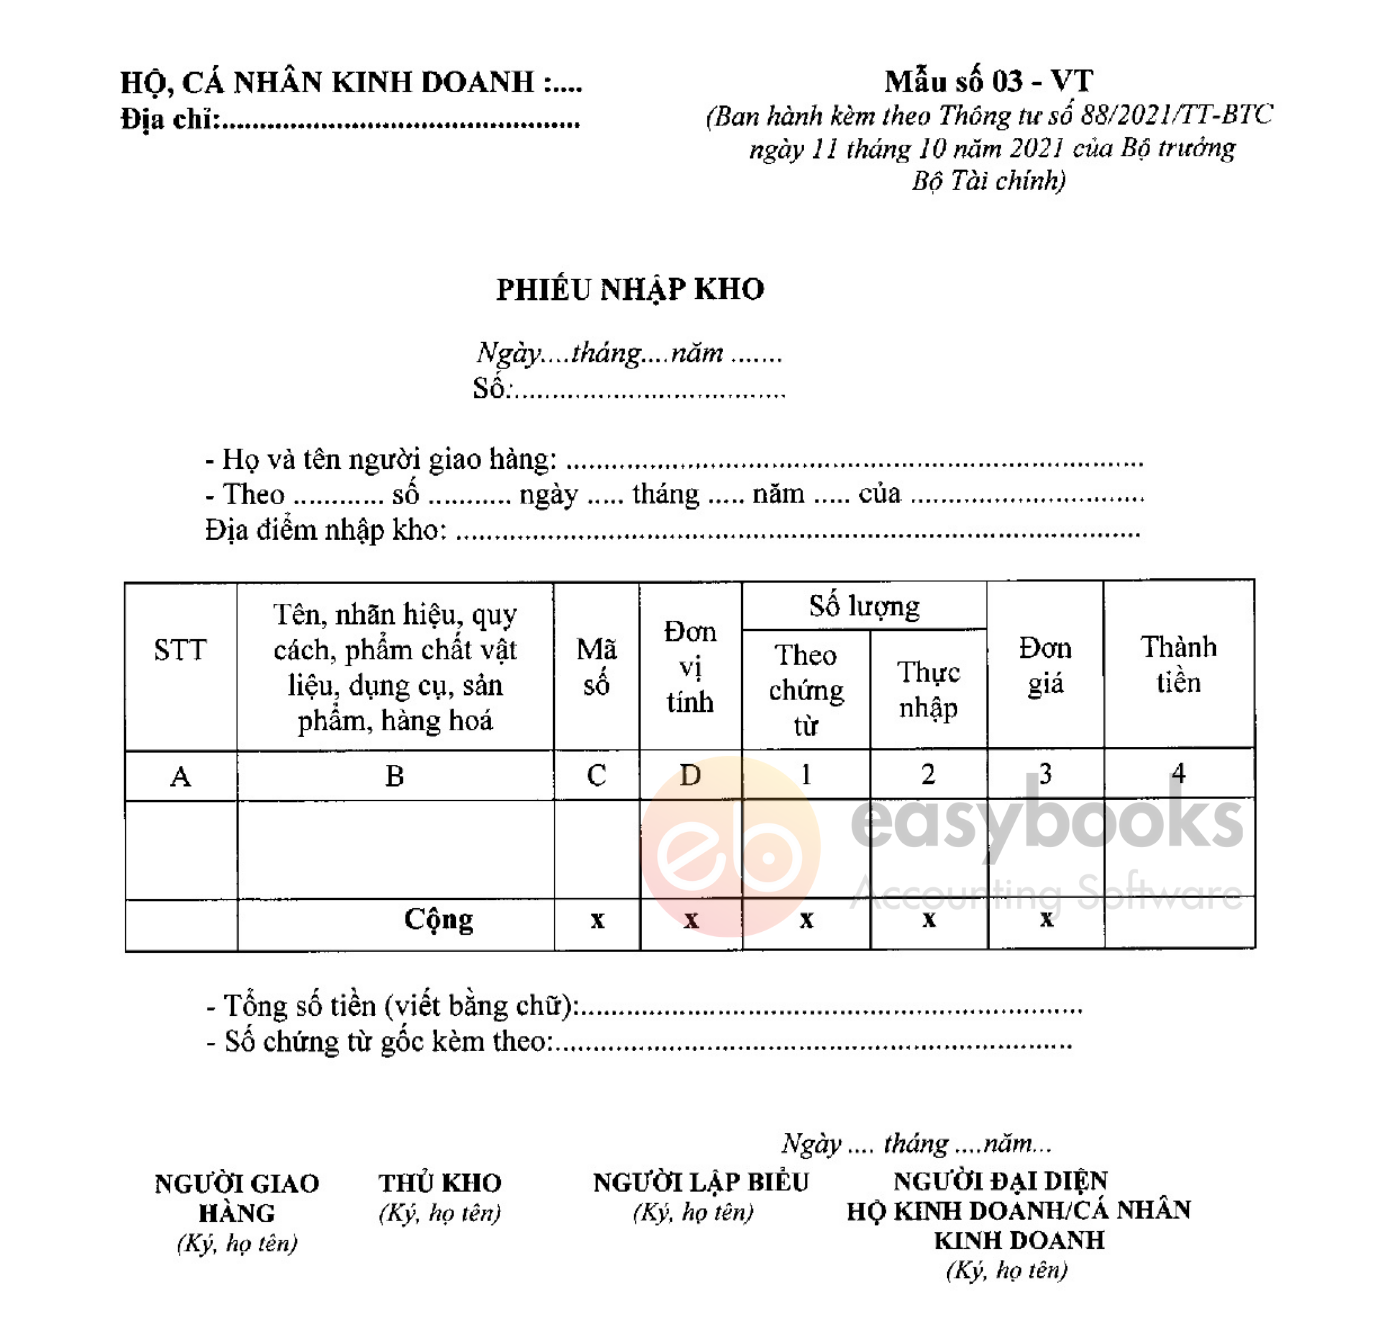 HỘ, CÁ NHÂN KINH DOANH :....
Địa chỉ:................................................
Mẫu số 03 - VT
(Ban hành kèm theo Thông tư số 88/2021/TT-BTC
ngày 11 tháng 10 năm 2021 của Bộ trưởng
Bộ Tài chính)
PHIẾU NHẬP KHO
Ngày....tháng....năm .......
Số:....................................
- Họ và tên người giao hàng: ............................................................................
- Theo ............ số ........... ngày ..... tháng ..... năm ..... của ...............................
Địa điểm nhập kho: ..........................................................................................
STT
Tên, nhãn hiệu, quy
cách, phẩm chất vật
liệu, dụng cụ, sản
phẩm, hàng hoá
Mã
số
Đơn
vị
tính
Số lượng
Theo
chứng
từ
Thực
nhập
Đơn
giá
Thành
tiền
A B C D 1 2 3 4
eb easybooks
Accounting Software
Cộng x x x x x
- Tổng số tiền (viết bằng chữ):..................................................................
- Số chứng từ gốc kèm theo:....................................................................
Ngày .... tháng ....năm...
NGƯỜI GIAO
HÀNG
(Ký, họ tên)
THỦ KHO
(Ký, họ tên)
NGƯỜI LẬP BIỂU
(Ký, họ tên)
NGƯỜI ĐẠI DIỆN
HỘ KINH DOANH/CÁ NHÂN
KINH DOANH
(Ký, họ tên)